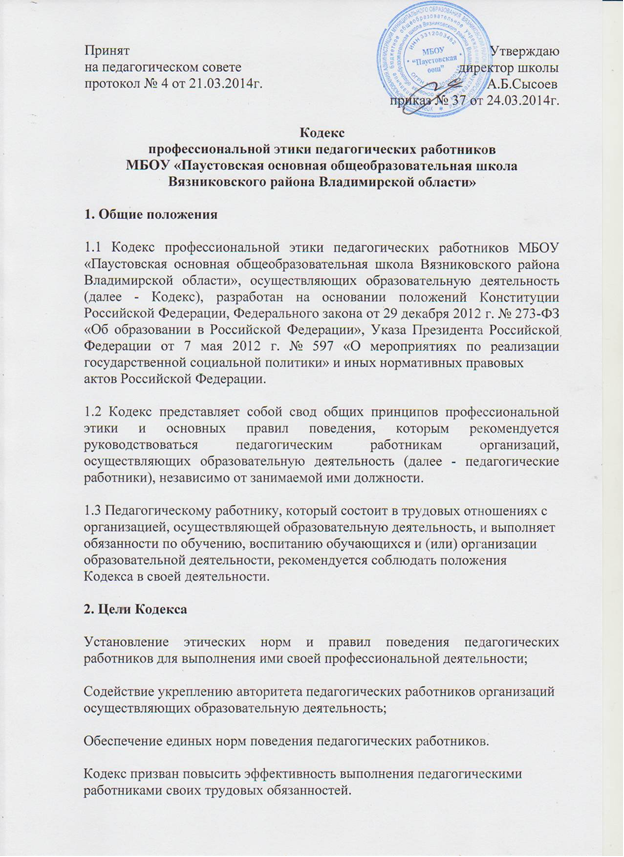 Принят Утверждаю
на педагогическом совете директор школы
протокол № 4 от 21.03.2014г. А.Б.Сысоев
приказ № 37 от 24.03.2014г.
МБОУ
"Паустовская
оош"
Кодекс
профессиональной этики педагогических работников
МБОУ «Паустовская основная общеобразовательная школа
Вязниковского района Владимирской области»
1. Общие положения
1.1 Кодекс профессиональной этики педагогических работников МБОУ
«Паустовская основная общеобразовательная школа Вязниковского района
Владимирской области», осуществляющих образовательную деятельность
(далее - Кодекс), разработан на основании положений Конституции
Российской Федерации, Федерального закона от 29 декабря 2012 г. № 273-ФЗ
«Об образовании в Российской Федерации», Указа Президента Российской
Федерации от 7 мая 2012 г. № 597 «О мероприятиях по реализации
государственной социальной политики» и иных нормативных правовых
актов Российской Федерации.
1.2 Кодекс представляет собой свод общих принципов профессиональной
этики и основных правил поведения, которым рекомендуется
руководствоваться педагогическим работникам организаций,
осуществляющих образовательную деятельность (далее - педагогические
работники), независимо от занимаемой ими должности.
1.3 Педагогическому работнику, который состоит в трудовых отношениях с
организацией, осуществляющей образовательную деятельность, и выполняет
обязанности по обучению, воспитанию обучающихся и (или) организации
образовательной деятельности, рекомендуется соблюдать положения
Кодекса в своей деятельности.
2. Цели Кодекса
Установление этических норм и правил поведения педагогических
работников для выполнения ими своей профессиональной деятельности;
Содействие укреплению авторитета педагогических работников организаций
осуществляющих образовательную деятельность;
Обеспечение единых норм поведения педагогических работников.
Кодекс призван повысить эффективность выполнения педагогическими
работниками своих трудовых обязанностей.